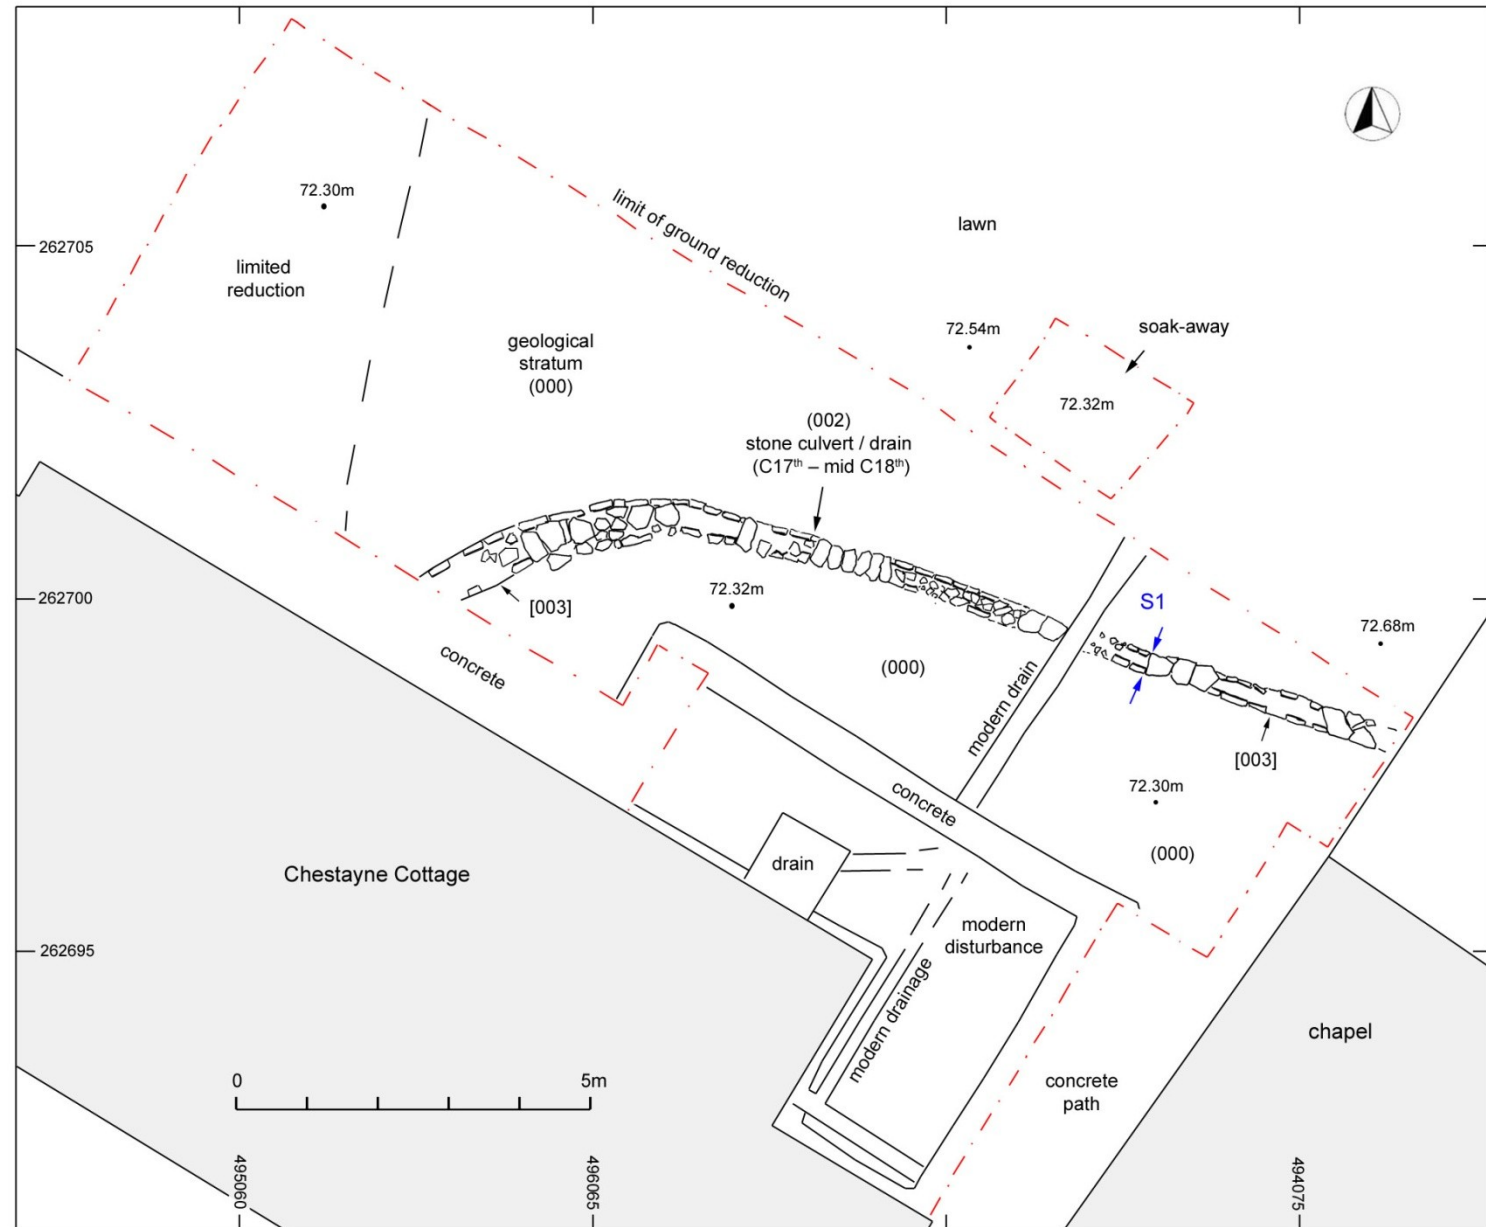 72.30m
262705
limited
reduction
limit of ground reduction
lawn
geological
stratum
(000)
72.54m
soak-away
72.32m
(002)
stone culvert / drain
(C17th – mid C18th)
262700
[003]
72.32m
S1
72.68m
concrete
(000)
modern drain
[003]
72.30m
concrete
(000)
Chestayne Cottage
drain
262695
modern
disturbance
modern drainage
chapel
0
5m
concrete
path
495060
496065
494075